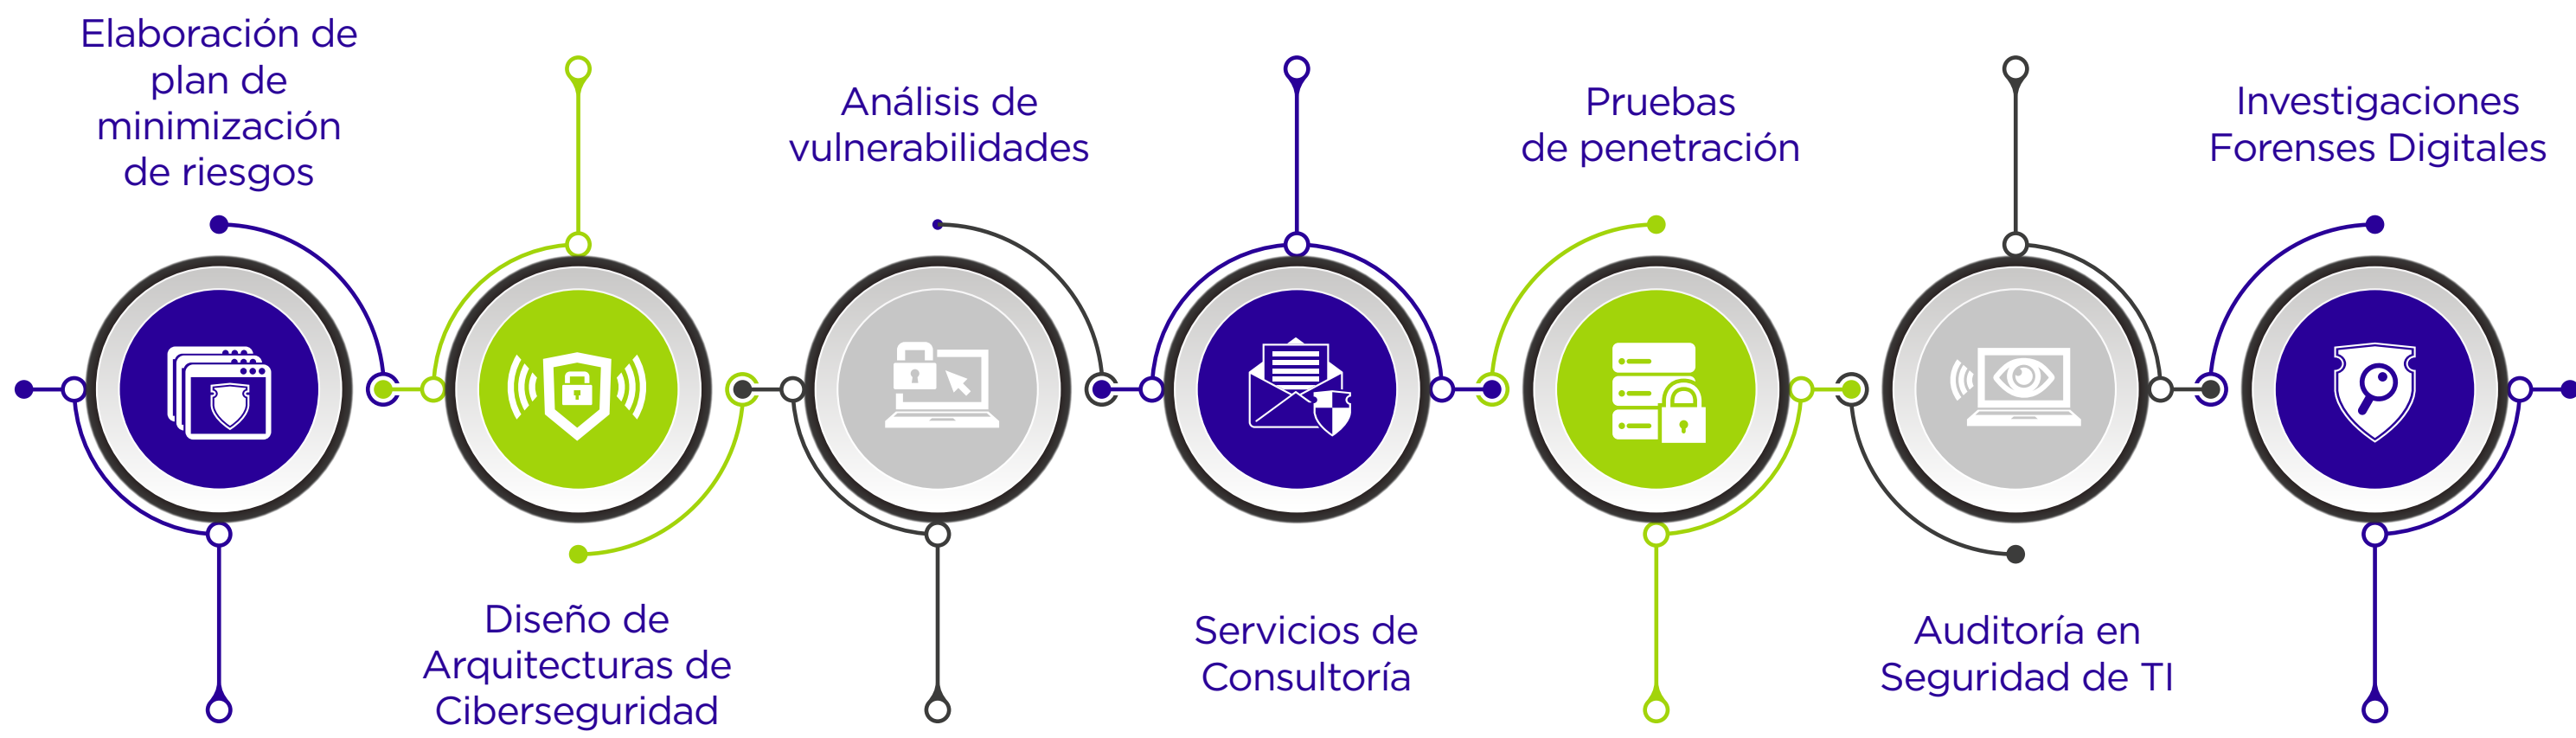 Elaboración de
plan de
minimización
de riesgos
Diseño de
Arquitecturas de
Ciberseguridad
Análisis de
vulnerabilidades
Servicios de
Consultoría
Pruebas
de penetración
Auditoría en
Seguridad de TI
Investigaciones
Forenses Digitales